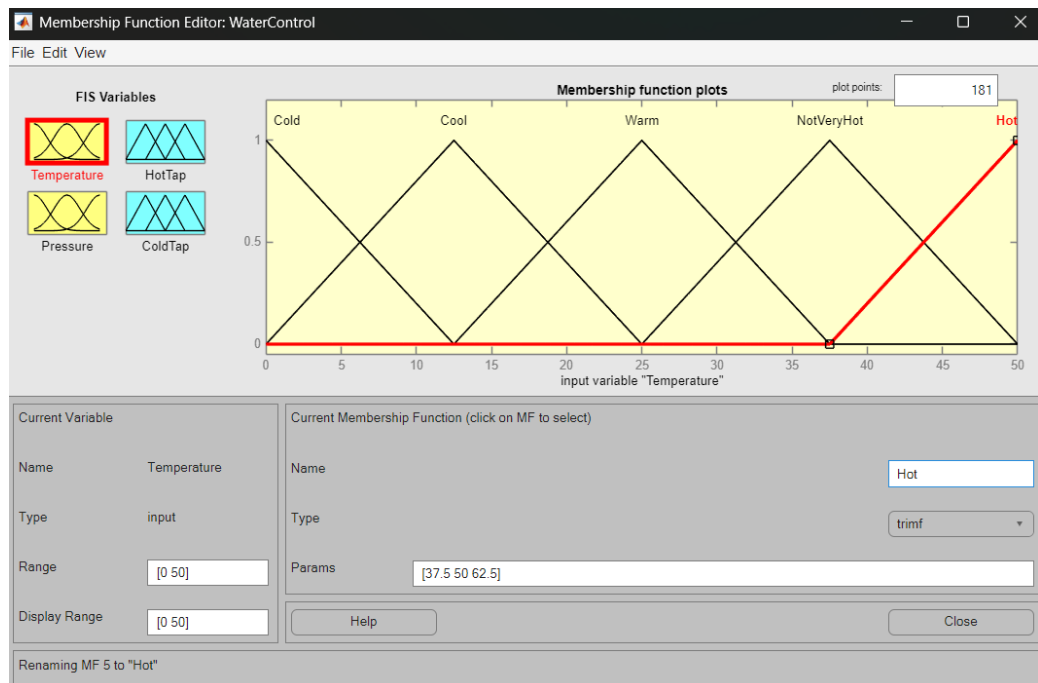 Membership Function Editor: WaterControl
File Edit View
FIS Variables
Temperature
HotTap
Pressure
ColdTap
Membership function plots
plot points:
181
Cold
Cool
Warm
NotVeryHot
Hot
1
0.5
0
0
5
10
15
20
25
30
35
40
45
50
input variable "Temperature"
Current Variable
Name
Temperature
Type
input
Range
[0 50]
Display Range
[0 50]
Current Membership Function (click on MF to select)
Name
Hot
Type
trimf
Params
[37.5 50 62.5]
Help
Close
Renaming MF 5 to "Hot"